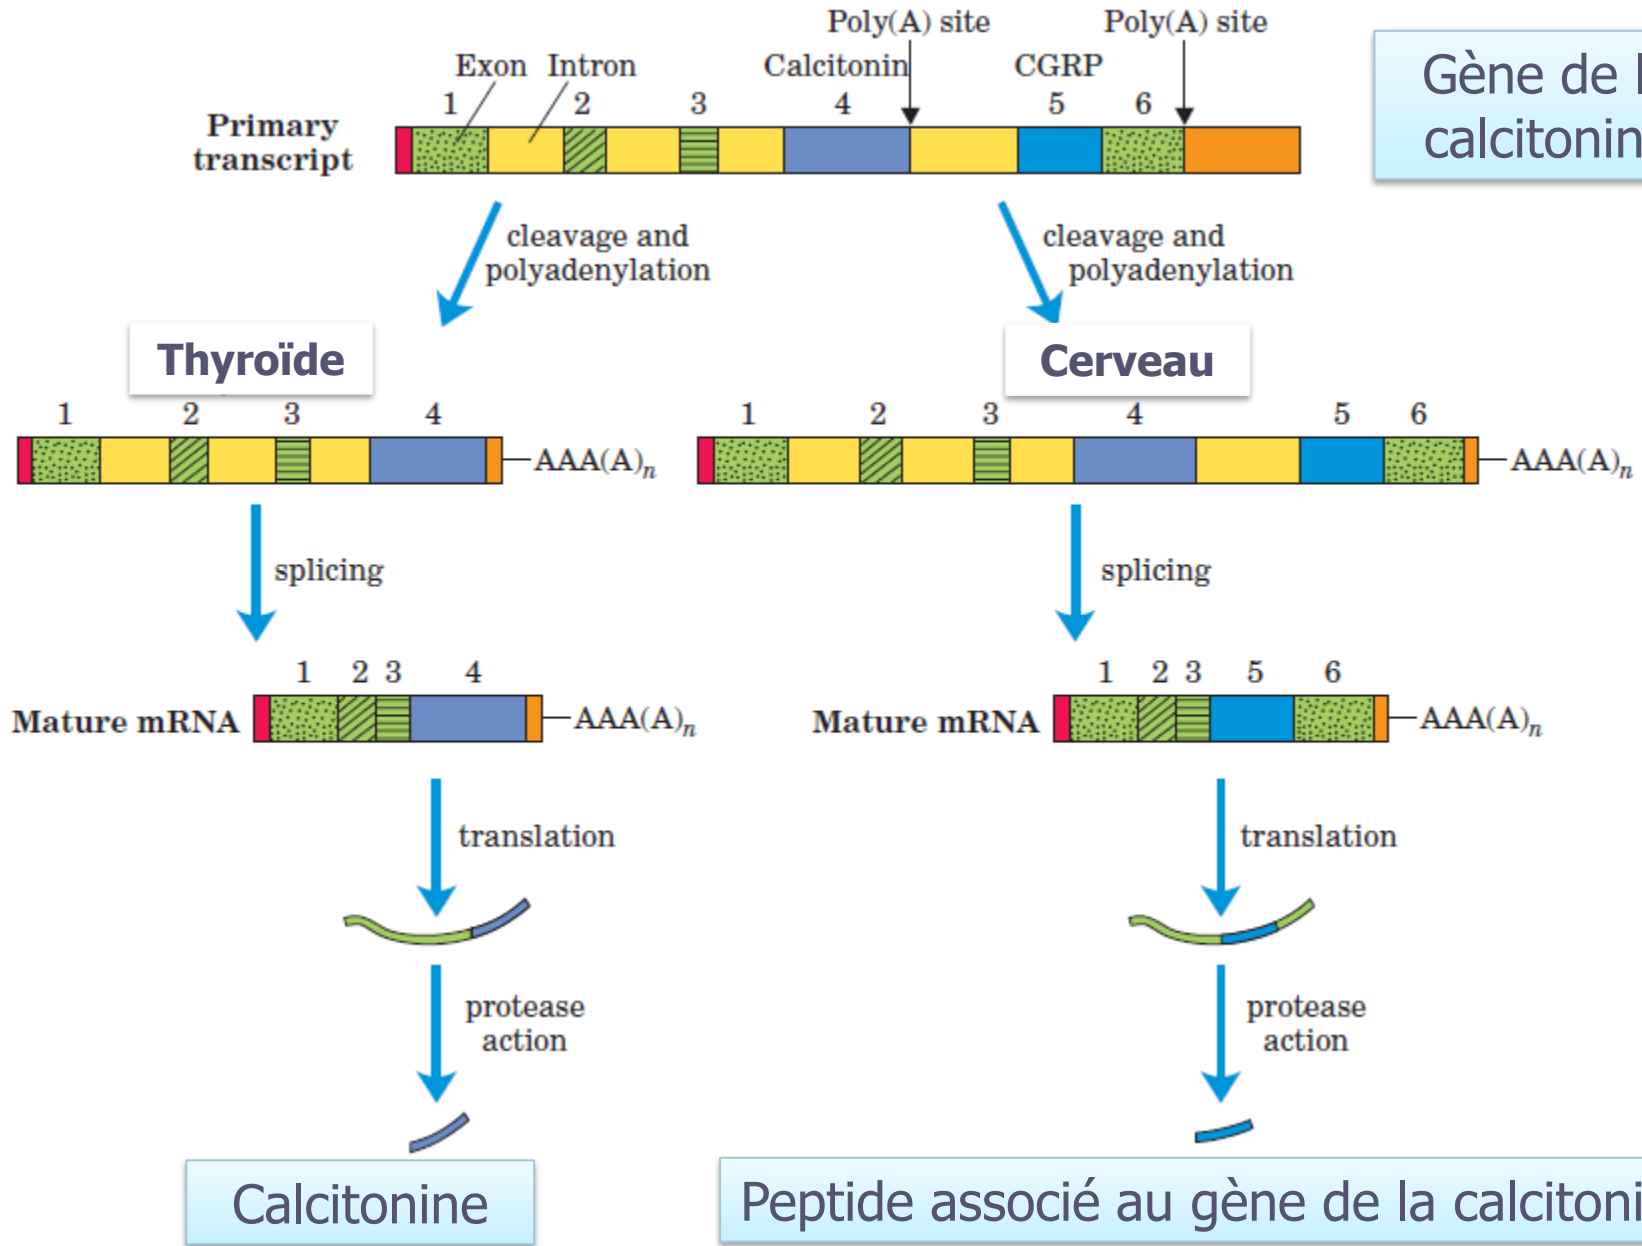 Poly(A) site Poly(A) site
Exon Intron Calcitonin CGRP
1 2 3 4 5 6
Primary
transcript
Gène de
calcitonin
cleavage and
polyadenylation
cleavage and
polyadenylation
Thyroïde
Cerveau
1 2 3 4
AAA(A)n
1 2 3 4 5 6
AAA(A)n
splicing
splicing
1 2 3 4
Mature mRNA
AAA(A)n
1 2 3 5 6
Mature mRNA
AAA(A)n
translation
translation
protease
action
protease
action
Calcitonine
Peptide associé au gène de la calcitoni